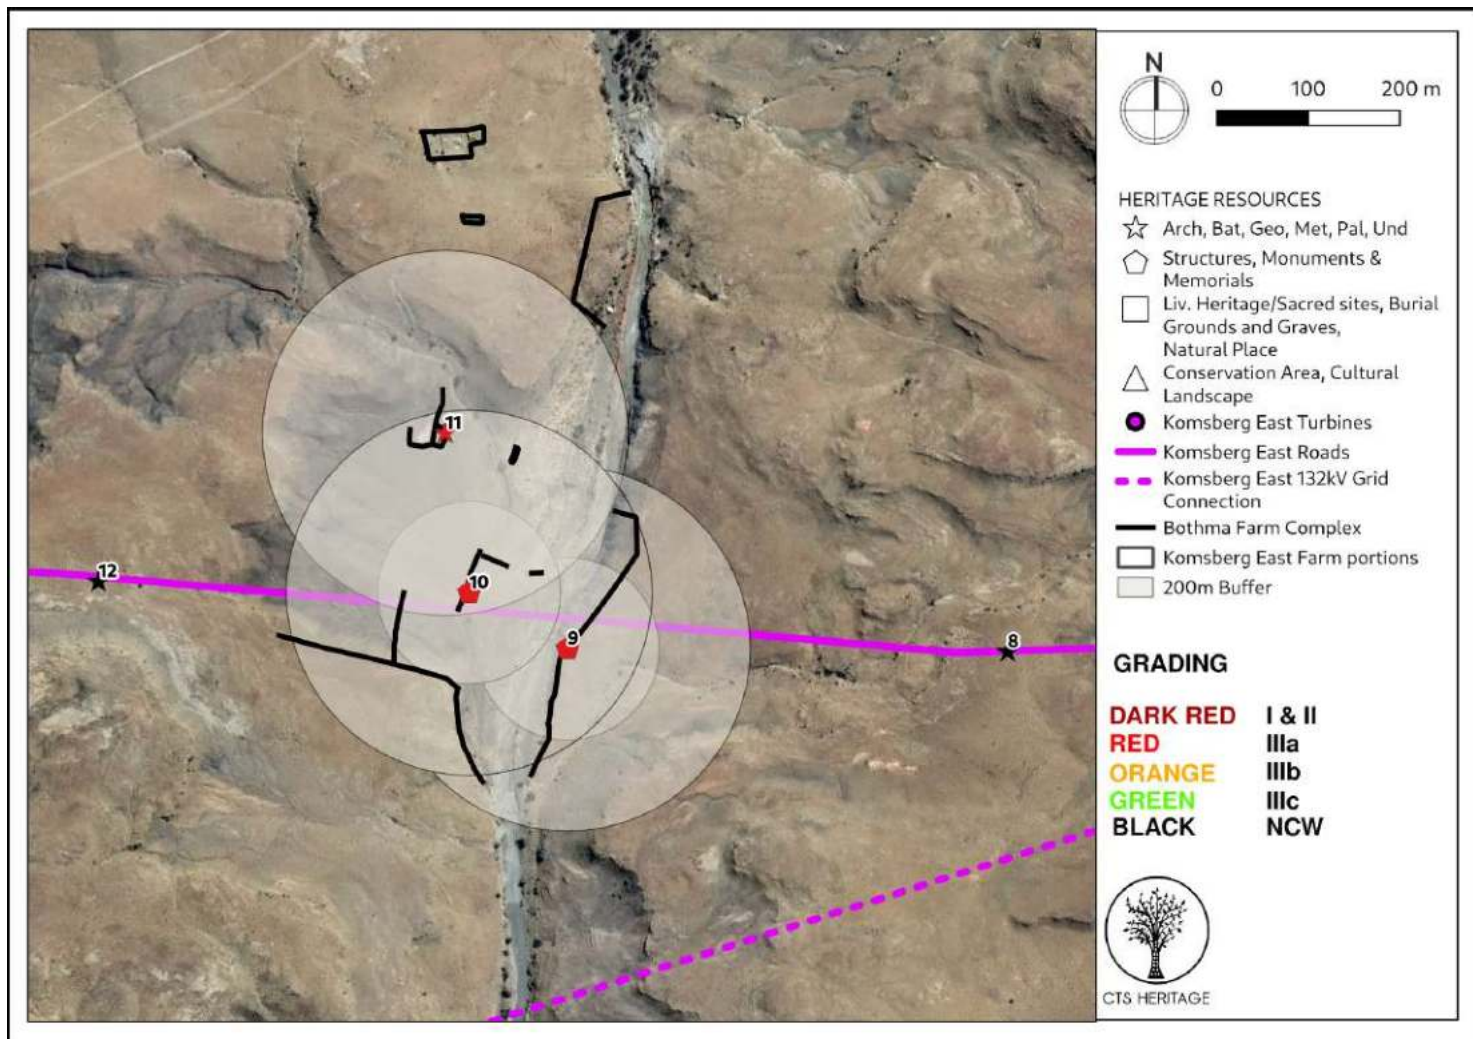 N
0 100 200 m
HERITAGE RESOURCES
Arch, Bat, Geo, Met, Pal, Und
Structures, Monuments &
Memorials
Liv. Heritage/Sacred sites, Burial
Grounds and Graves,
Natural Place
Conservation Area, Cultural
Landscape
Komsberg East Turbines
Komsberg East Roads
Komsberg East 132kV Grid
Connection
Bothma Farm Complex
Komsberg East Farm portions
200m Buffer
GRADING
DARK RED I & II
RED IIIa
ORANGE IIIb
GREEN IIIc
BLACK NCW
CTS HERITAGE
11
12
10
9
8